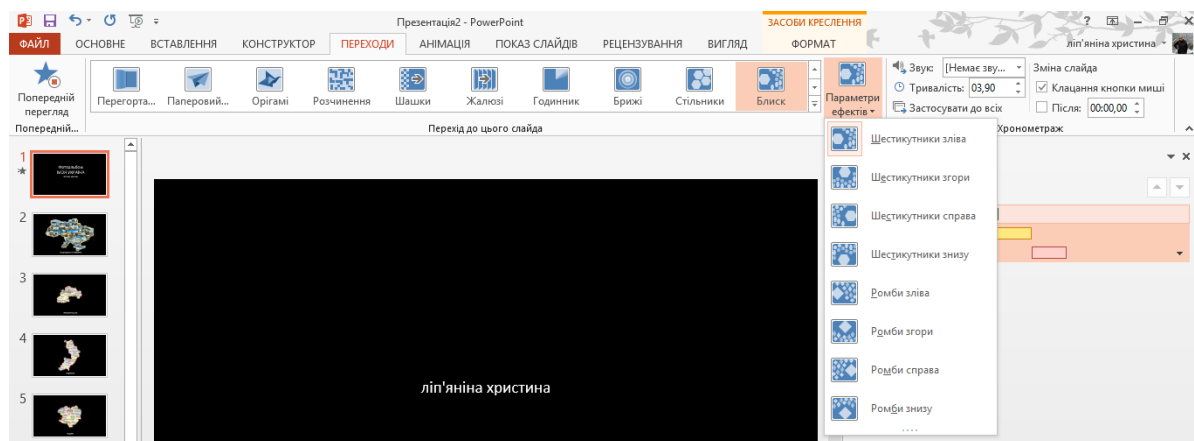 Презентація2 - PowerPoint
ЗАСОБИ КРЕСЛЕННЯ
?
ФАЙЛ ОСНОВНЕ ВСТАВЛЕННЯ КОНСТРУКТОР ПЕРЕХОДИ АНІМАЦІЯ ПОКАЗ СЛАЙДІВ РЕЦЕНЗУВАННЯ ВИГЛЯД ФОРМАТ ліп'яніна христина
Попередній перегляд
Перегорта... Паперовий... Орігамі Розчинення Шашки Жалюзі Годинник Брижі Стільники Блиск
Параметри ефектів
Звук: [Немає зву... Зміна слайда
Тривалість: 03,90 Клацання кнопки миші
Застосувати до всіх Після: 00:00,00
Попередній... Перехід до цього слайда Хронометраж
1
2
3
4
5
ліп'яніна христина
Шестикутники зліва
Шестикутники згори
Шестикутники справа
Шестикутники знизу
Ромби зліва
Ромби згори
Ромби справа
Ромби знизу